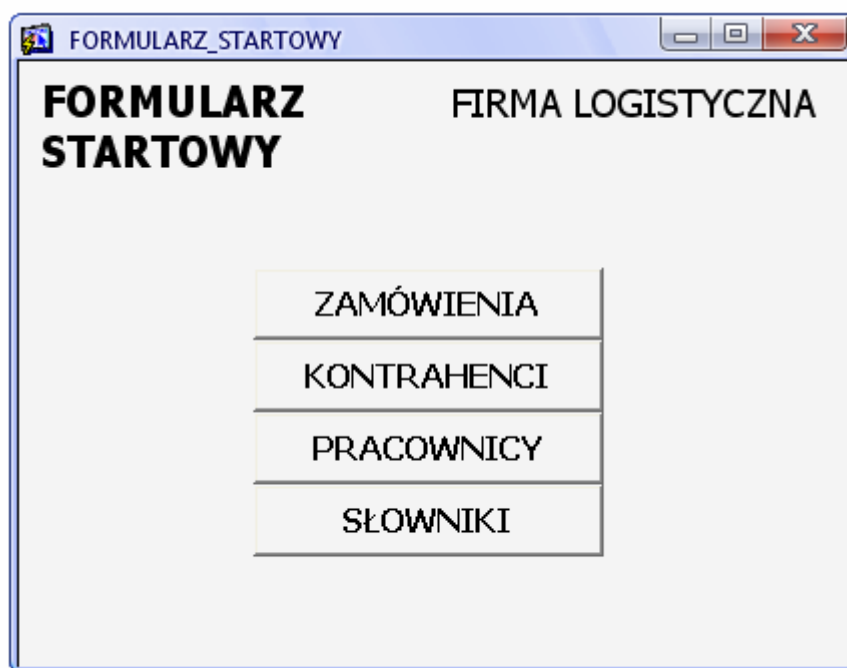 FORMULARZ_STARTOWY
FORMULARZ
STARTOWY
FIRMA LOGISTYCZNA
ZAMÓWIENIA
KONTRAHENCI
PRACOWNICY
SŁOWNIKI